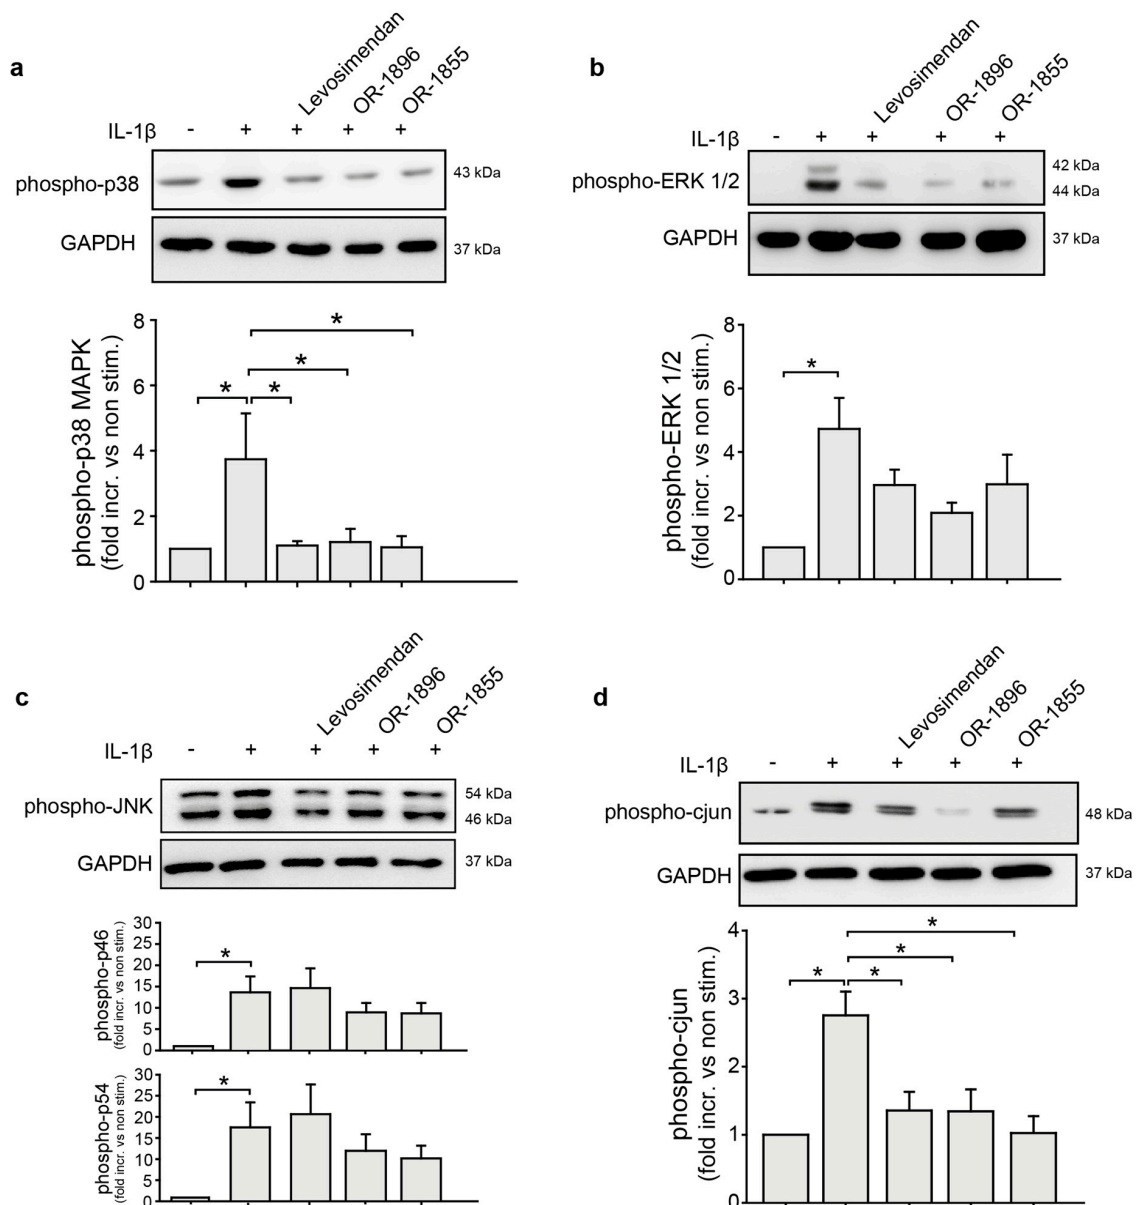 a
Levosimendan
OR-1896
OR-1855
IL-1β - + + + +
phospho-p38 43 kDa
GAPDH 37 kDa
phospho-p38 MAPK
(fold incr. vs non stim.)
8
6
4
2
0
* * * *
b
Levosimendan
OR-1896
OR-1855
IL-1β - + + + +
phospho-ERK 1/2 42 kDa
44 kDa
GAPDH 37 kDa
phospho-ERK 1/2
(fold incr. vs non stim.)
8
6
4
2
0
*
c
Levosimendan
OR-1896
OR-1855
IL-1β - + + + +
phospho-JNK 54 kDa
46 kDa
GAPDH 37 kDa
phospho-p46
(fold incr. vs non stim.)
30
25
20
15
10
5
0
*
phospho-p54
(fold incr. vs non stim.)
30
25
20
15
10
5
0
*
d
Levosimendan
OR-1896
OR-1855
IL-1β - + + + +
phospho-cjun 48 kDa
GAPDH 37 kDa
phospho-cjun
(fold incr. vs non stim.)
4
3
2
1
0
* * * *